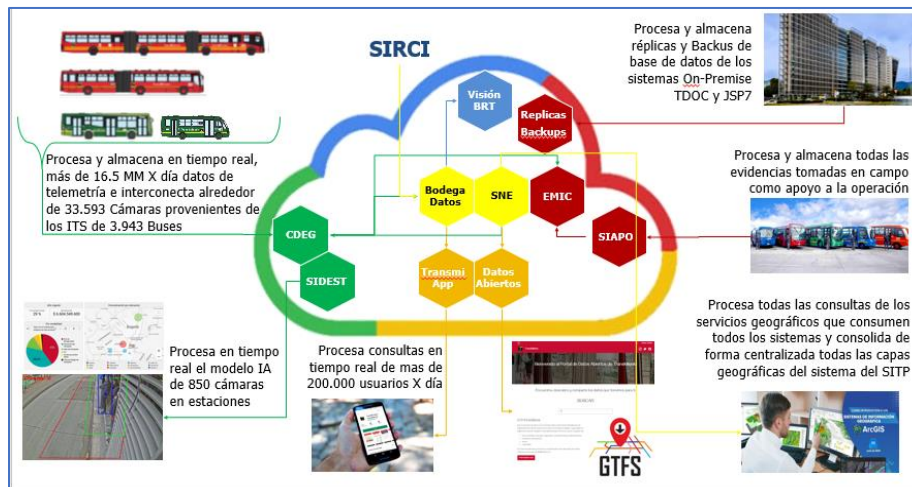 SIRCI
Procesa y almacena
réplicas y Backus de
base de datos de los
sistemas On-Premise
TDOC y JSP7
Visión
BRT
Replicas
Backups
Procesa y almacena en tiempo real,
más de 16.5 MM X día datos de
telemetría e interconecta alrededor
de 33.593 Cámaras provenientes de
los ITS de 3.943 Buses
Bodega
Datos
SNE
EMIC
CDEG
SIAPO
SIDEST
Transmi
App
Datos
Abiertos
Procesa y almacena todas las
evidencias tomadas en campo
como apoyo a la operación
Procesa en tiempo
real el modelo IA
de 850 cámaras
en estaciones
Procesa consultas en
tiempo real de mas de
200.000 usuarios X día
Procesa todas las consultas de los
servicios geográficos que consumen
todos los sistemas y consolida de
forma centralizada todas las capas
geográficas del sistema del SITP
GTFS
SISTEMAS DE INFORMACIÓN
GEOGRÁFICA
ArcGIS